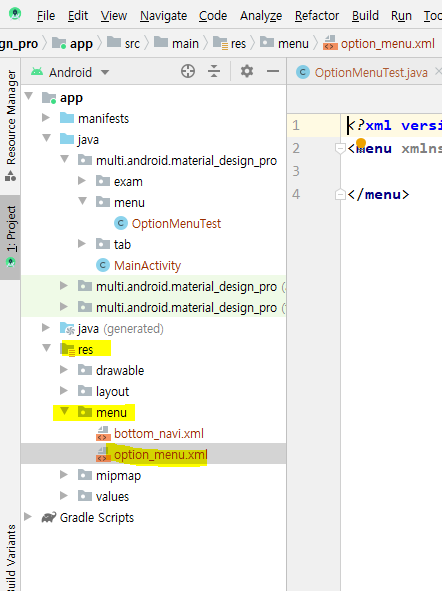 File Edit View Navigate Code Analyze Refactor Build Run Too
gn_pro app src main res menu option_menu.xml
Resource Manager
1: Project
Build Variants
Android
OptionMenuTest.java
app
manifests
java
multi.android.material_design_pro
exam
menu
OptionMenuTest
tab
MainActivity
multi.android.material_design_pro (
multi.android.material_design_pro (
java (generated)
res
drawable
layout
menu
bottom_navi.xml
option_menu.xml
mipmap
values
Gradle Scripts
1 <?xml versi
2 <menu xmlns
3
4 </menu>